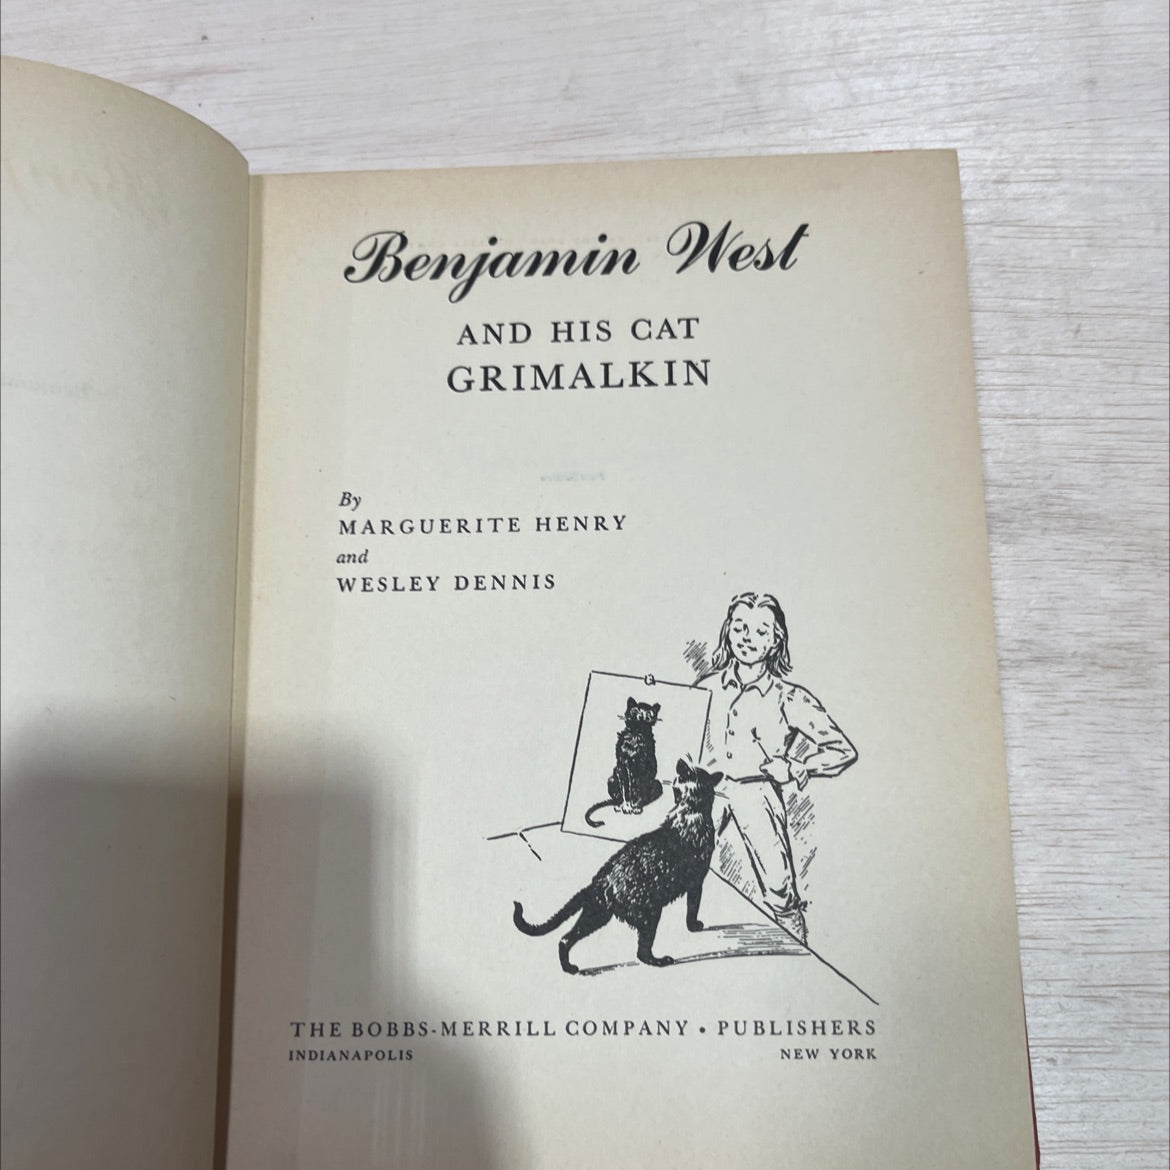 Benjamin West
AND HIS CAT
GRIMALKIN
By
MARGUERITE HENRY
and
WESLEY DENNIS
THE BOBBS-MERRILL COMPANY • PUBLISHERS
INDIANAPOLIS NEW YORK